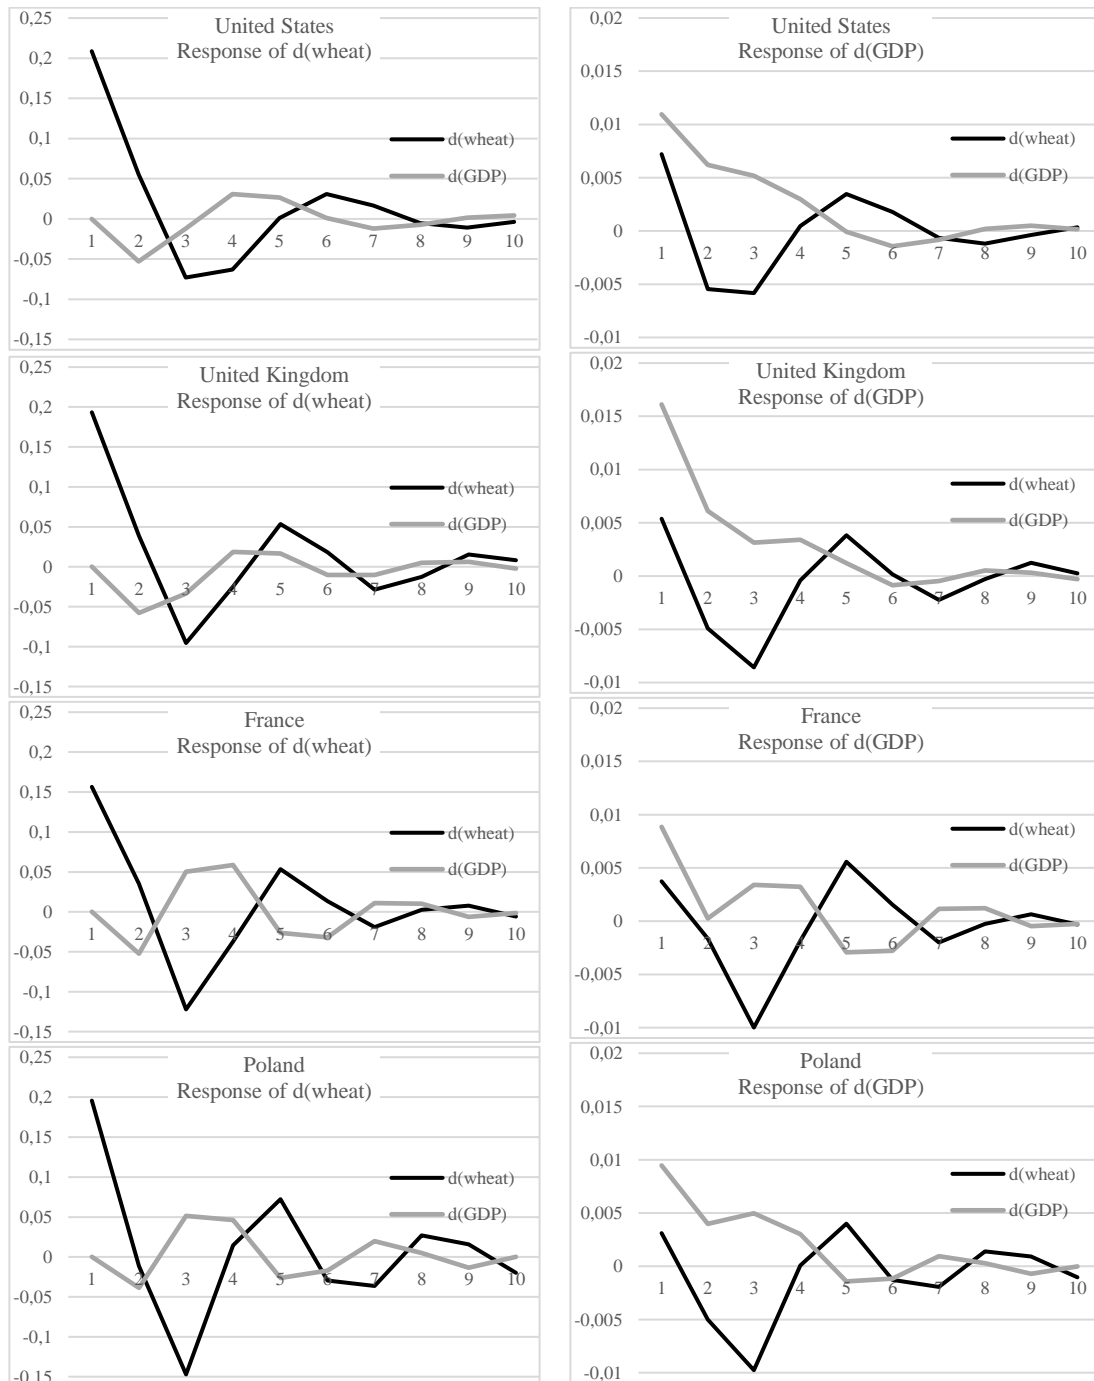 United States
Response of d(wheat)
0,25
0,2
0,15
0,1
0,05
0
-0,05
-0,1
-0,15
1 2 3 4 5 6 7 8 9 10
d(wheat)
d(GDP)
United States
Response of d(GDP)
0,02
0,015
0,01
0,005
0
-0,005
-0,01
1 2 3 4 5 6 7 8 9 10
d(wheat)
d(GDP)
United Kingdom
Response of d(wheat)
0,25
0,2
0,15
0,1
0,05
0
-0,05
-0,1
-0,15
1 2 3 4 5 6 7 8 9 10
d(wheat)
d(GDP)
United Kingdom
Response of d(GDP)
0,02
0,015
0,01
0,005
0
-0,005
-0,01
1 2 3 4 5 6 7 8 9 10
d(wheat)
d(GDP)
France
Response of d(wheat)
0,25
0,2
0,15
0,1
0,05
0
-0,05
-0,1
-0,15
1 2 3 4 5 6 7 8 9 10
d(wheat)
d(GDP)
France
Response of d(GDP)
0,02
0,015
0,01
0,005
0
-0,005
-0,01
1 2 3 4 5 6 7 8 9 10
d(wheat)
d(GDP)
Poland
Response of d(wheat)
0,25
0,2
0,15
0,1
0,05
0
-0,05
-0,1
-0,15
1 2 3 4 5 6 7 8 9 10
d(wheat)
d(GDP)
Poland
Response of d(GDP)
0,02
0,015
0,01
0,005
0
-0,005
-0,01
1 2 3 4 5 6 7 8 9 10
d(wheat)
d(GDP)